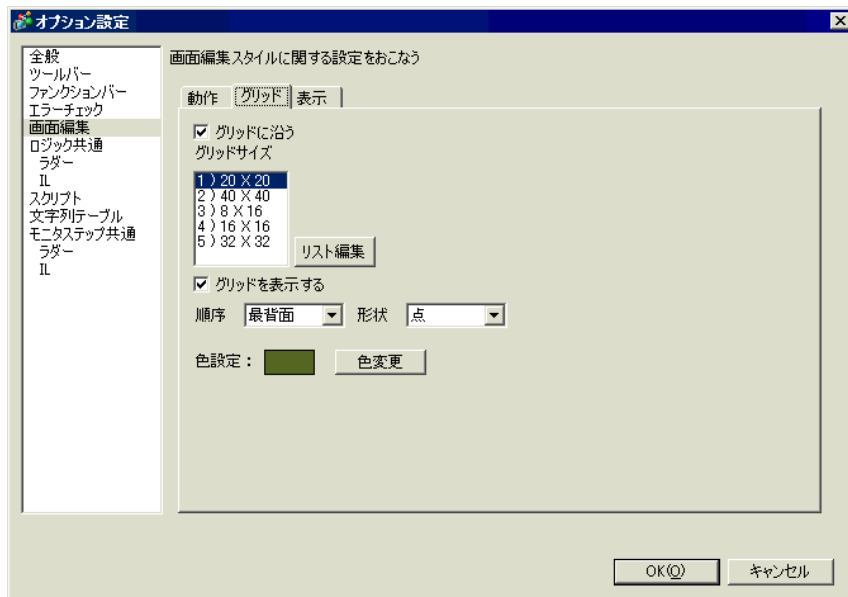 オプション設定
全般
ツールバー
ファンクションバー
エラーチェック
画面編集
ロジック共通
ラダー
IL
スクリプト
文字列テーブル
モニタステップ共通
ラダー
IL
画面編集スタイルに関する設定をおこなう
動作 グリッド 表示
グリッドに沿う
グリッドサイズ
1 ) 20 X 20
2 ) 40 X 40
3 ) 8 X 16
4 ) 16 X 16
5 ) 32 X 32
リスト編集
グリッドを表示する
順序 最背面 形状 点
色設定： 色変更
OK(O) キャンセル